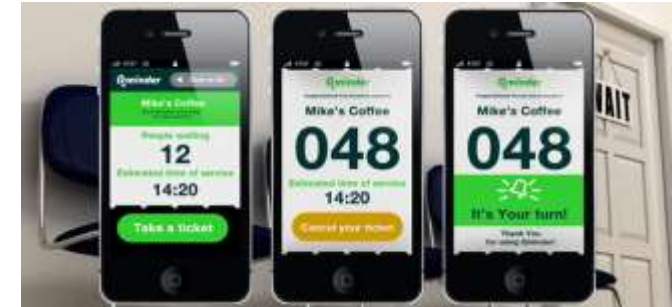 Qminder
Mike's Coffee
People waiting
12
Estimated time of service
14:20
Take a ticket
Qminder
Mike's Coffee
048
Estimated time of service
14:20
Cancel your ticket
Qminder
Mike's Coffee
048
It's Your turn!
Thank You
for using Qminder!
WAIT